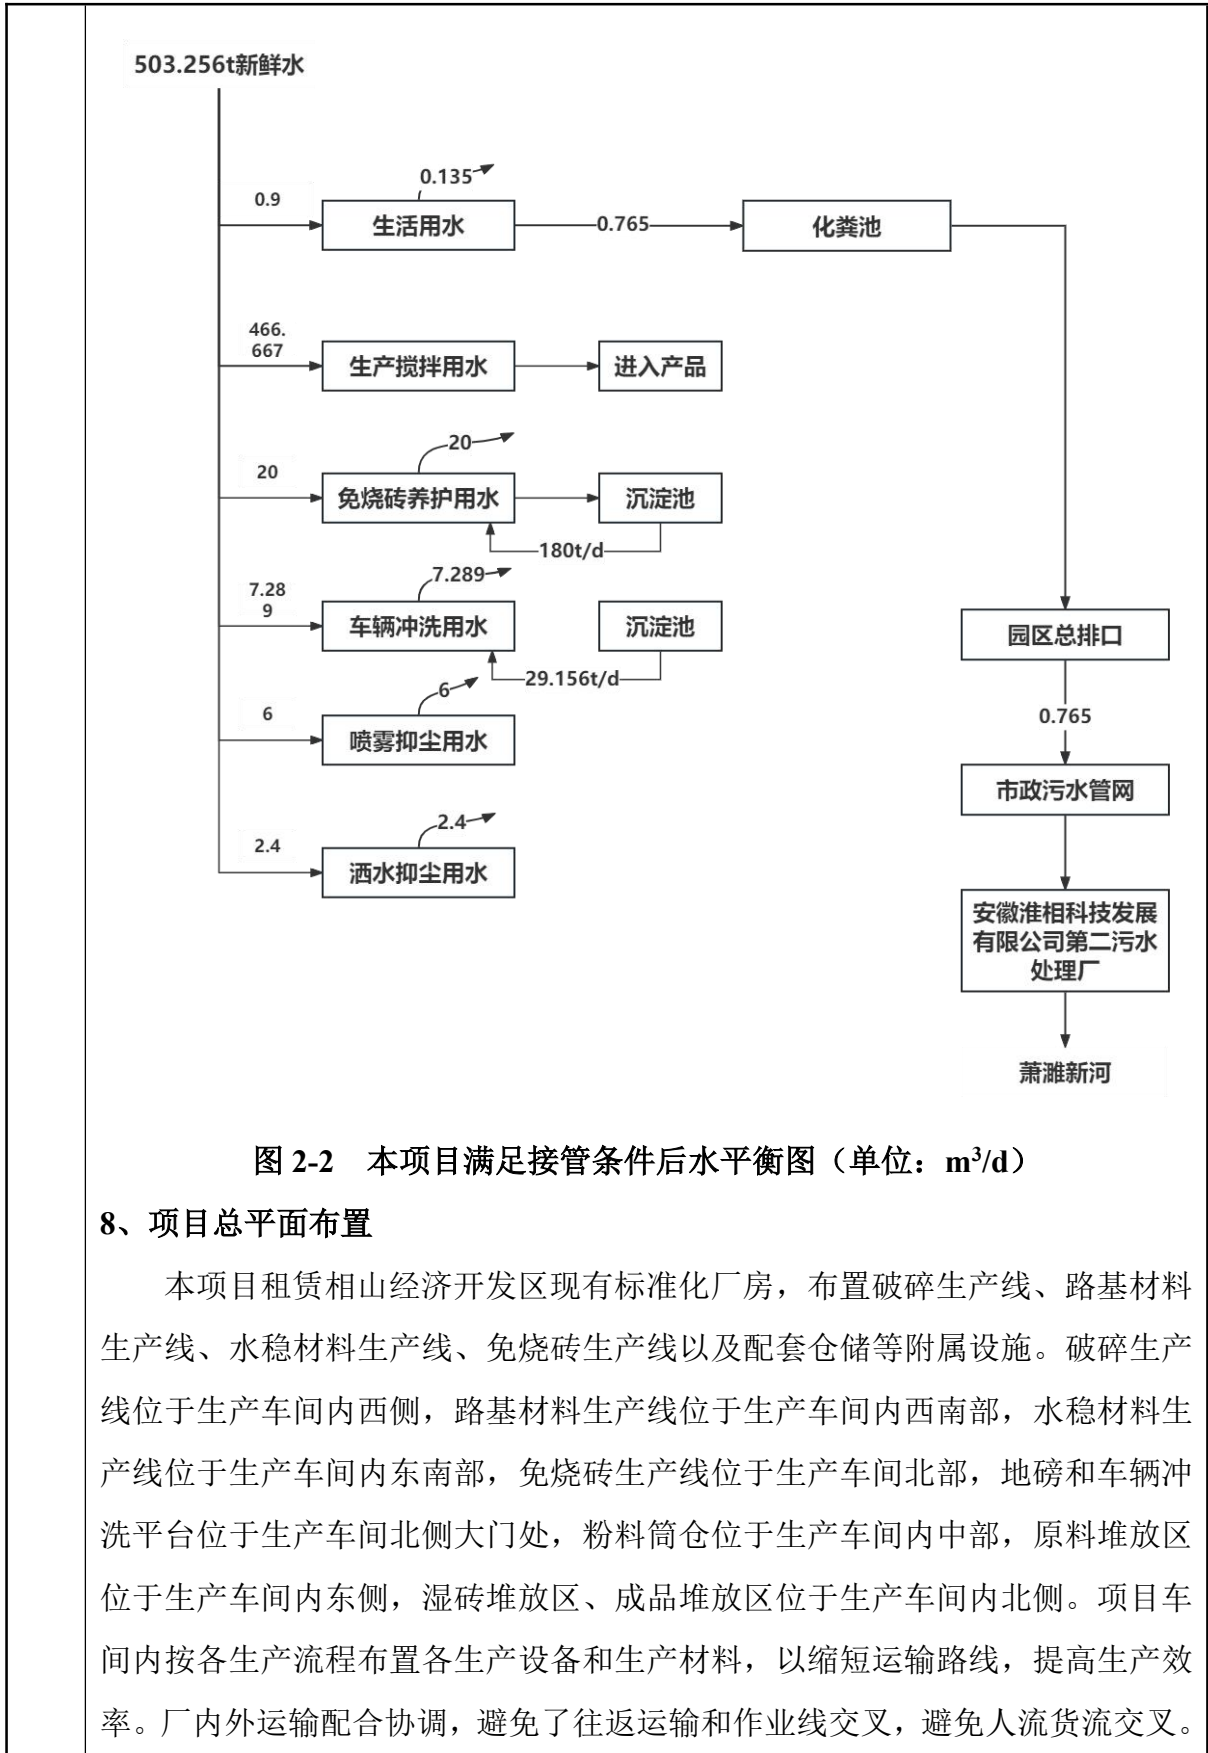 503.256t新鲜水
0.135
0.9
生活用水
0.765
化粪池
466.
667
生产搅拌用水
进入产品
20
20
免烧砖养护用水
沉淀池
180t/d
7.289
7.28
9
车辆冲洗用水
沉淀池
29.156t/d
园区总排口
6
6
喷雾抑尘用水
0.765
市政污水管网
2.4
2.4
洒水抑尘用水
安徽淮相科技发展
有限公司第二污水
处理厂
萧濉新河
图 2-2 本项目满足接管条件后水平衡图（单位：m³/d）
8、项目总平面布置
本项目租赁相山经济开发区现有标准化厂房，布置破碎生产线、路基材料
生产线、水稳材料生产线、免烧砖生产线以及配套仓储等附属设施。破碎生产
线位于生产车间内西侧，路基材料生产线位于生产车间内西南部，水稳材料生
产线位于生产车间内东南部，免烧砖生产线位于生产车间北部，地磅和车辆冲
洗平台位于生产车间北侧大门处，粉料筒仓位于生产车间内中部，原料堆放区
位于生产车间内东侧，湿砖堆放区、成品堆放区位于生产车间内北侧。项目车
间内按各生产流程布置各生产设备和生产材料，以缩短运输路线，提高生产效
率。厂内外运输配合协调，避免了往返运输和作业线交叉，避免人流货流交叉。